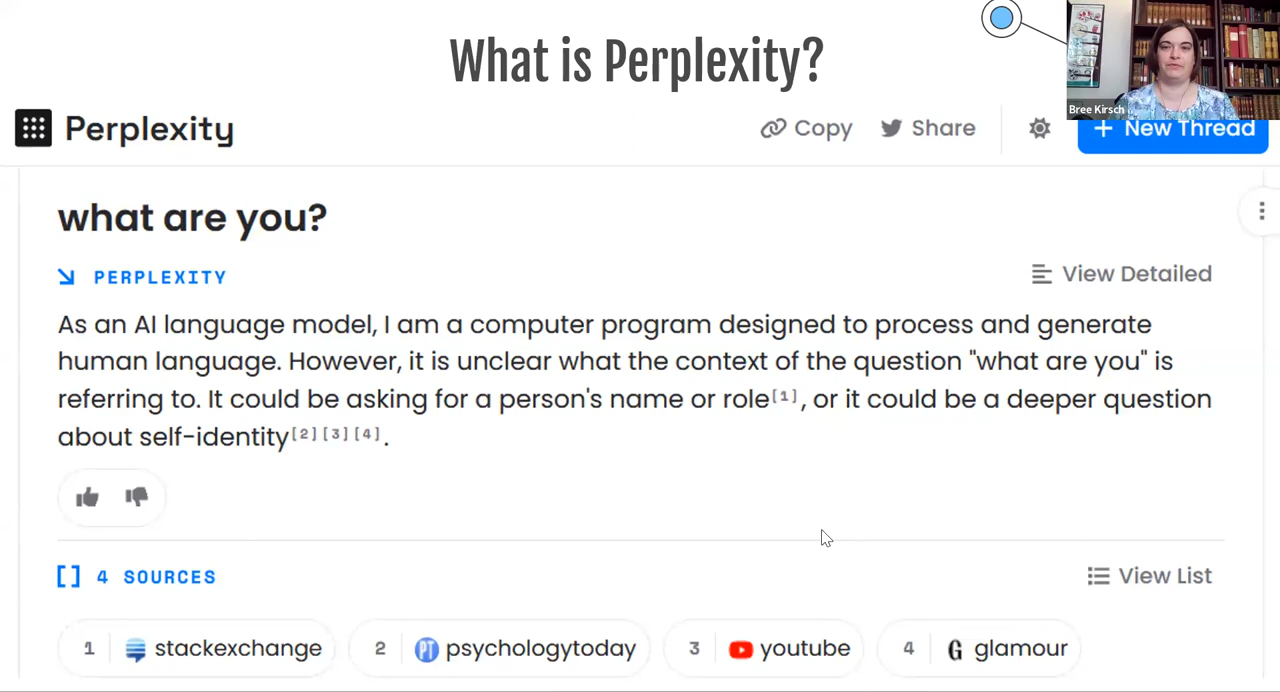 What is Perplexity?
Bree Kirsch
Perplexity
Copy
Share
+ New Thread
what are you?
PERPLEXITY
View Detailed
As an AI language model, I am a computer program designed to process and generate
human language. However, it is unclear what the context of the question "what are you" is
referring to. It could be asking for a person's name or role[1], or it could be a deeper question
about self-identity[2][3][4].
[] 4 SOURCES
View List
1 stackexchange
2 PT psychologytoday
3 youtube
4 G glamour